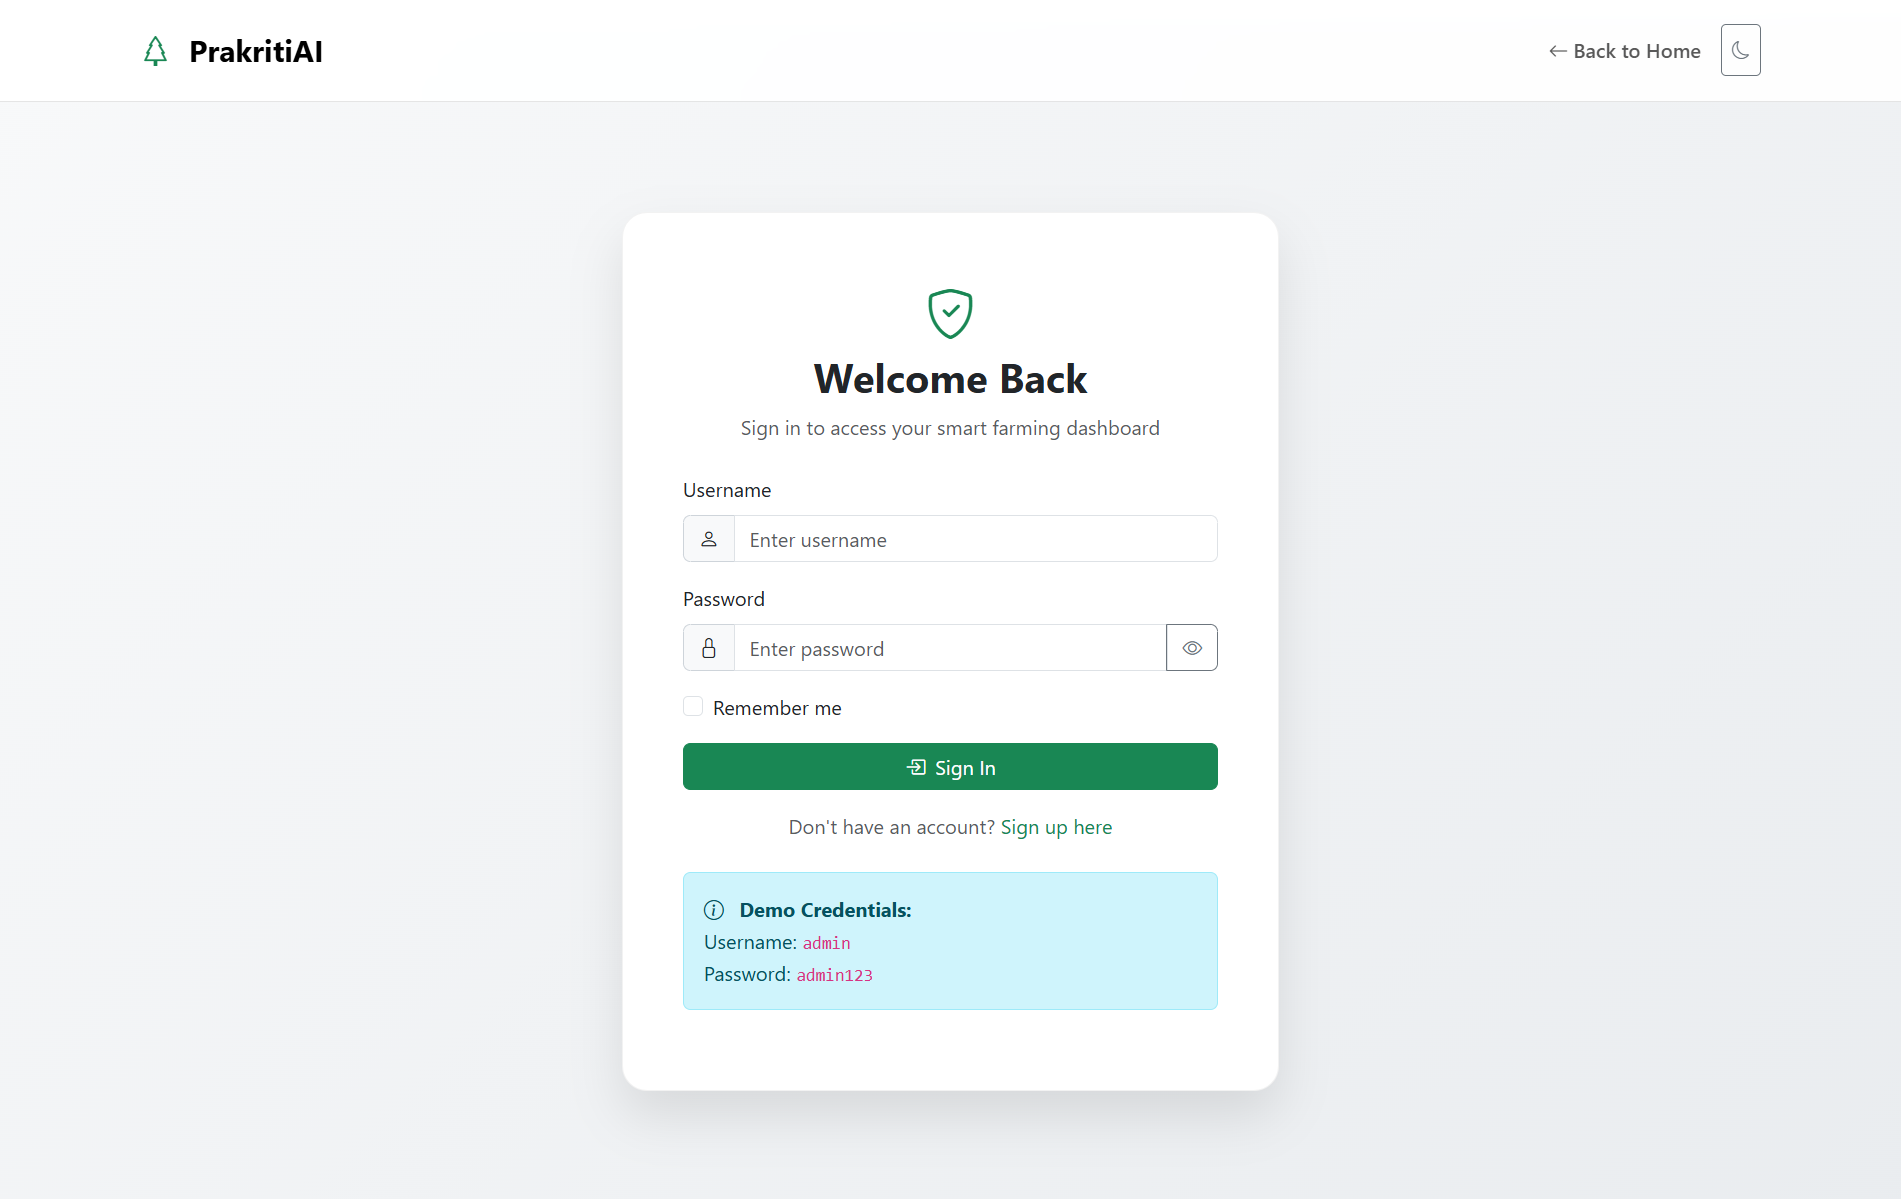 PrakritiAI
← Back to Home
Welcome Back
Sign in to access your smart farming dashboard
Username
Enter username
Password
Enter password
Remember me
Sign In
Don't have an account? Sign up here
Demo Credentials:
Username: admin
Password: admin123